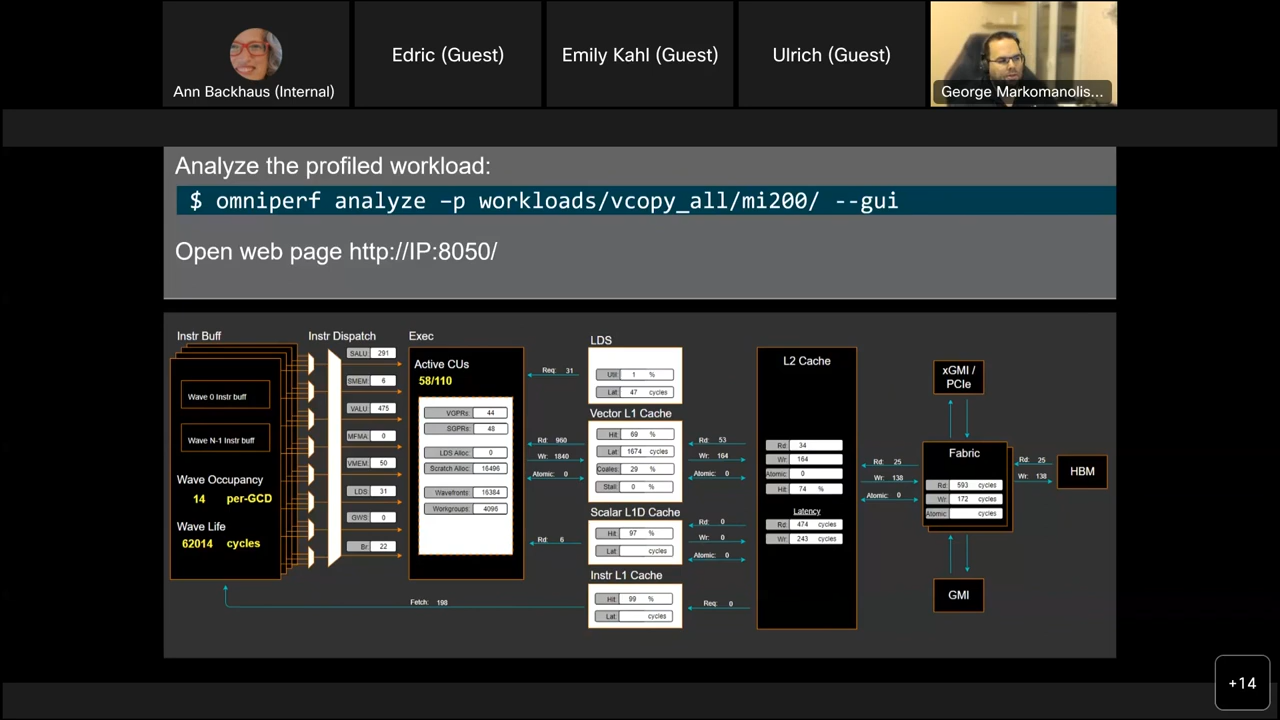 Ann Backhaus (Internal)
Edric (Guest)
Emily Kahl (Guest)
Ulrich (Guest)
George Markomanolis...
Analyze the profiled workload:
$ omniperf analyze –p workloads/vcopy_all/mi200/ --gui
Open web page http://IP:8050/
Instr Buff
Wave 0 Instr buff
Wave N-1 Instr buff
Wave Occupancy
14 per-GCD
Wave Life
62014 cycles
Instr Dispatch
SALU 291
SMEM 6
VALU 475
MFMA 0
VMEM 50
LDS 31
GWS 0
Br 22
Exec
Active CUs
58/110
VGPRs 44
SGPRs 48
LDS Alloc: 0
Scratch Alloc: 16496
Wavefronts 16384
Workgroups: 4096
Fetch: 198
Req: 31
Rd: 960
Wr: 1840
Atomic: 0
Rd: 6
LDS
Util 1 %
Lat 47 cycles
Vector L1 Cache
Hit 69 %
Lat 1674 cycles
Coales 29 %
Stall 0 %
Scalar L1D Cache
Hit 97 %
Lat cycles
Instr L1 Cache
Hit 99 %
Lat cycles
Rd: 53
Wr: 164
Atomic: 0
Rd: 0
Wr: 0
Atomic: 0
Req: 0
L2 Cache
Rd 34
Wr 164
Atomic 0
Hit 74 %
Latency
Rd 474 cycles
Wr 243 cycles
Rd: 25
Wr: 138
Atomic: 0
xGMI /
PCIe
Fabric
Rd 593 cycles
Wr 172 cycles
Atomic cycles
GMI
Rd: 25
Wr: 138
HBM
+14